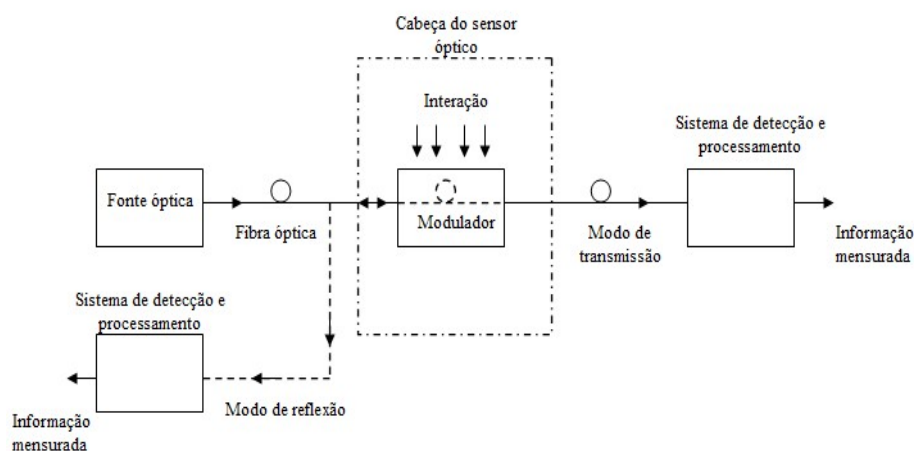 Cabeça do sensor
óptico
Interação
Sistema de detecção e
processamento
Fonte óptica
Fibra óptica
Modulador
Modo de
transmissão
Informação
mensurada
Sistema de detecção e
processamento
Modo de reflexão
Informação
mensurada